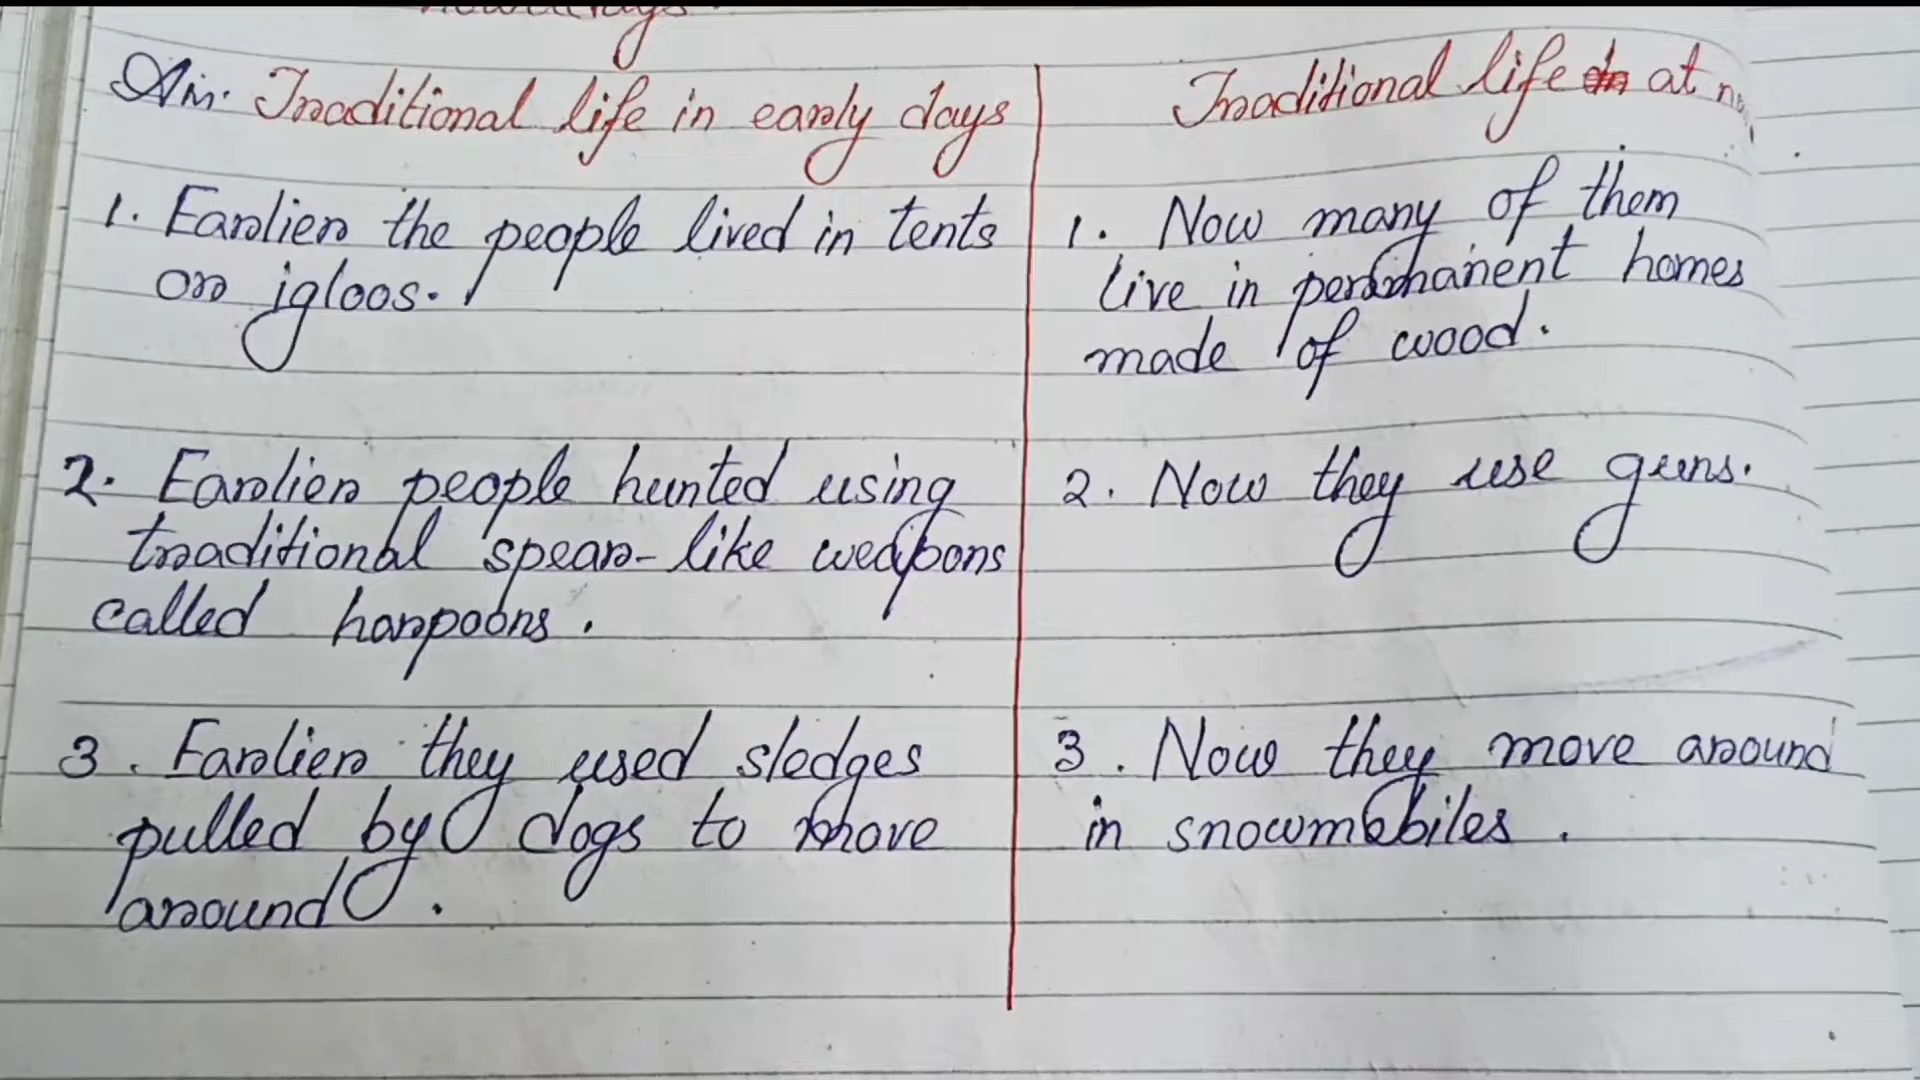 nowadays.
Ans. Traditional life in early days
1. Earlier the people lived in tents
or igloos.
2. Earlier people hunted using
traditional spear-like weapons
called harpoons.
3. Earlier they used sledges
pulled by dogs to move
around.
Traditional life at
1. Now many of them
live in permanent homes
made of wood.
2. Now they use guns.
3. Now they move around
in snowmobiles.